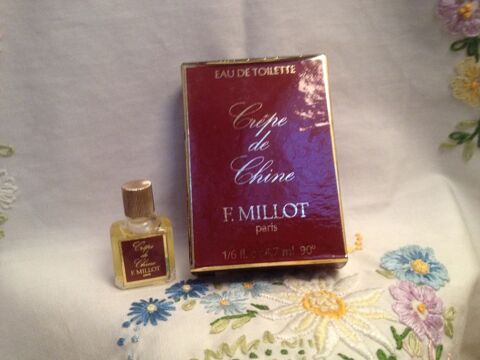 EAU DE TOILETTE
Crêpe
de
Chine
F. MILLOT
paris
1/6 fl. oz 4,7 ml. 90°
Crêpe
de
Chine
F. MILLOT
paris